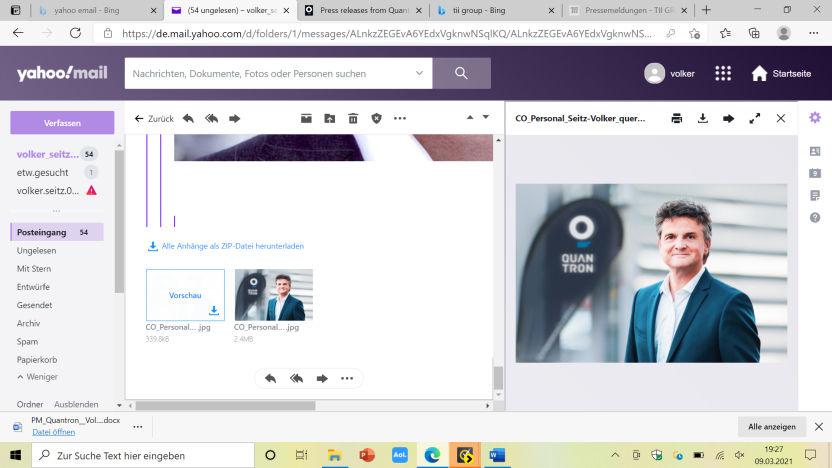 yahoo email - Bing
(54 ungelesen) – volker_se
Press releases from Quant
tii group - Bing
Pressemeldungen - TII GR
https://de.mail.yahoo.com/d/folders/1/messages/ALnkzZEGEvA6YEdxVgknwNSqlKQ/ALnkzZEGEvA6YEdxVgknwNS...
yahoo!mail
Nachrichten, Dokumente, Fotos oder Personen suchen
volker
Startseite
Verfassen
Zurück
CO_Personal_Seitz-Volker_quer...
volker_seitz... 54
etw.gesucht 1
volker.seitz.0...
Posteingang 54
Ungelesen
Mit Stern
Entwürfe
Gesendet
Archiv
Spam
Papierkorb
Weniger
Ordner Ausblenden
Alle Anhänge als ZIP-Datei herunterladen
Vorschau
CO_Personal... .jpg
339.8kB
CO_Personal... .jpg
2.4MB
9
QUAN
TRON
PM_Quantron__Vol....docx
Datei öffnen
Alle anzeigen
Zur Suche Text hier eingeben
Aol.
19:27
09.03.2021